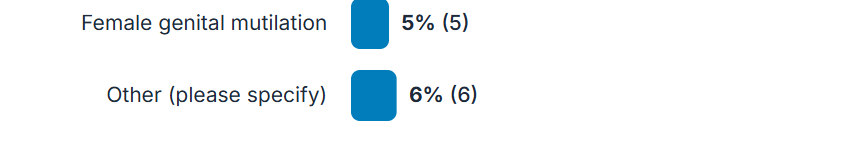 Female genital mutilation 5% (5)
Other (please specify) 6% (6)